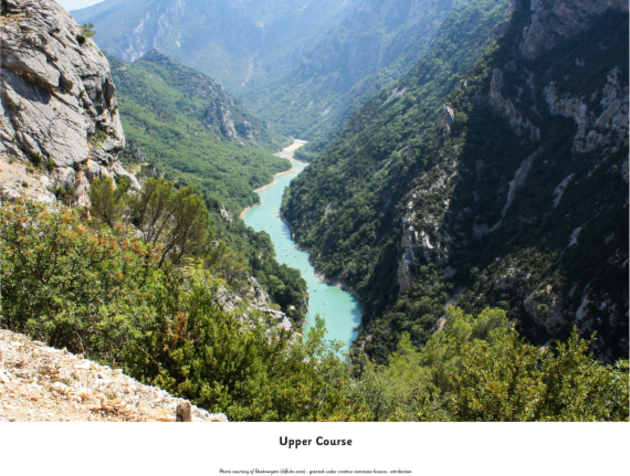 Upper Course
Photo courtesy of (@flickr.com) - granted under creative commons licence - attribution